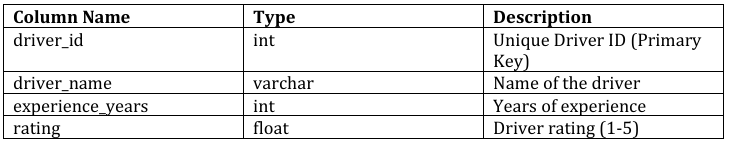 Column Name Type Description
driver_id int Unique Driver ID (Primary
Key)
driver_name varchar Name of the driver
experience_years int Years of experience
rating float Driver rating (1-5)